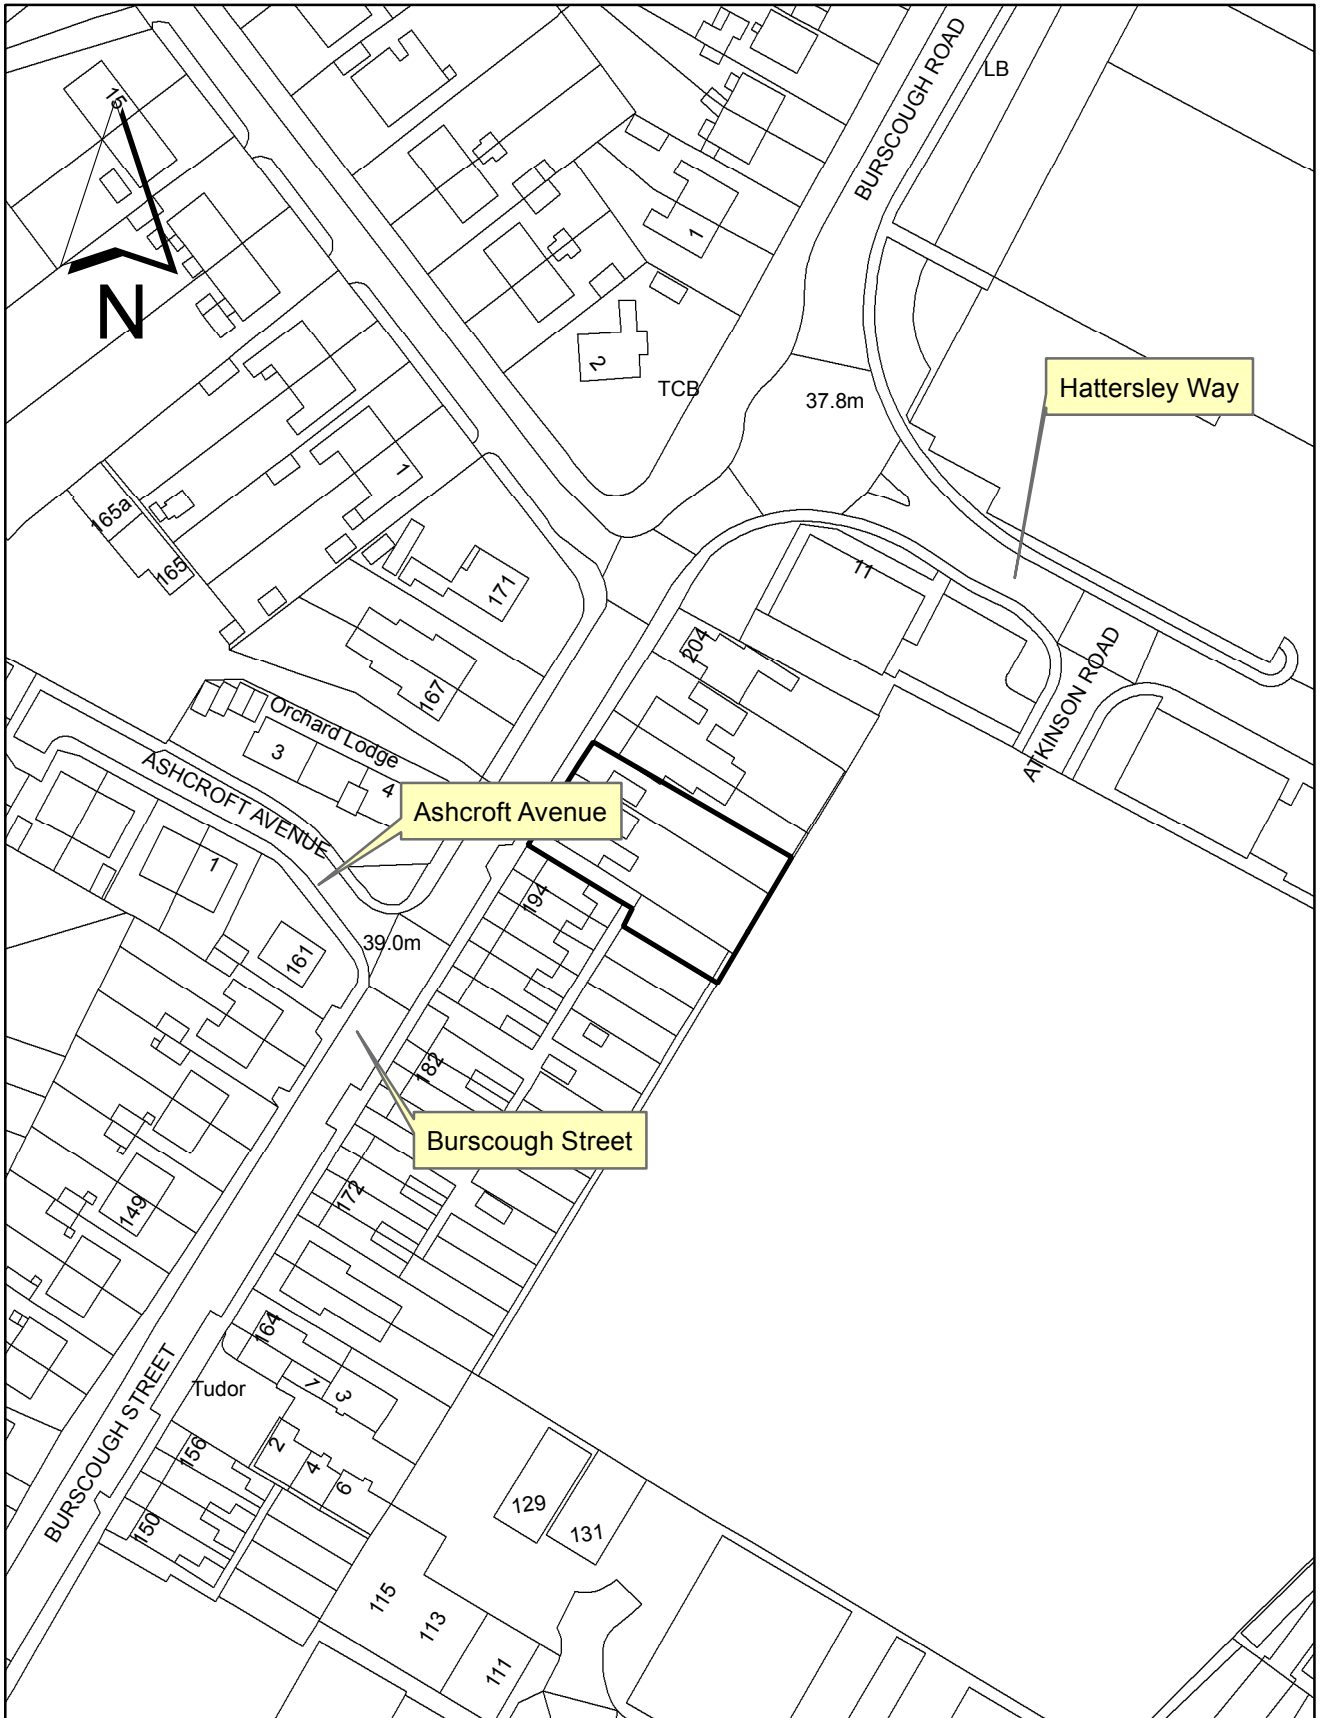 BURSCOUGH ROAD
LB
15
1
N
2
TCB
37.8m
Hattersley Way
1
165a
165
171
11
204
167
ATKINSON ROAD
Orchard Lodge
3
4
ASHCROFT AVENUE
Ashcroft Avenue
1
194
161
39.0m
182
Burscough Street
172
149
164
1
3
Tudor
BURSCOUGH STREET
156
2
4
6
150
129
131
115
113
111